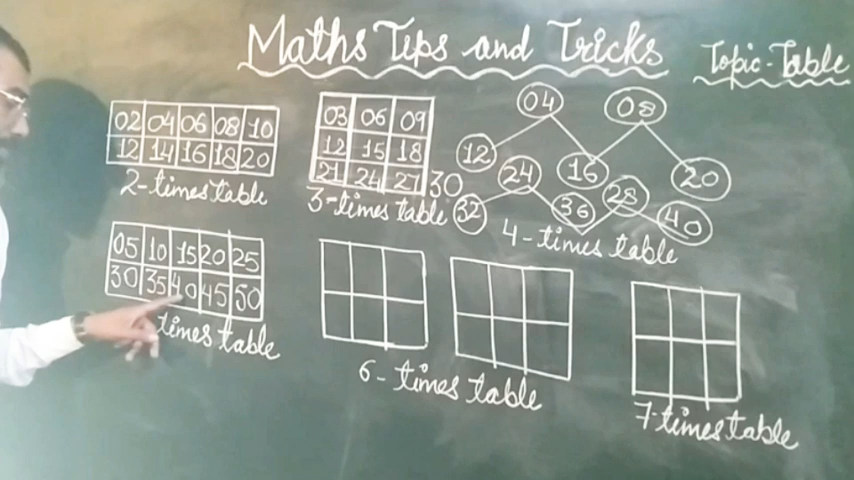 Maths Tips and Tricks
Topic-Table
02 04 06 08 10
12 14 16 18 20
2-times table
03 06 09
12 15 18
21 24 27 30
3-times table
04 08
12 16 20
24 28
32 36 40
4-times table
05 10 15 20 25
30 35 40 45 50
times table
6-times table
7-times table